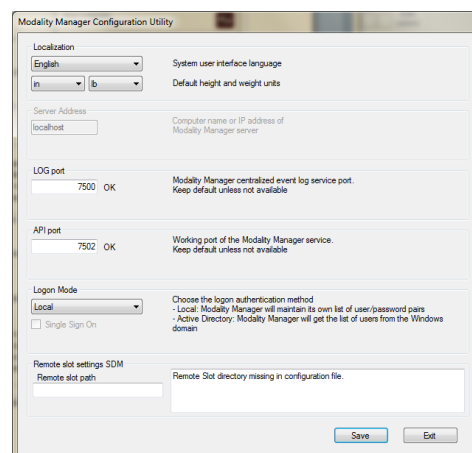 Modality Manager Configuration Utility
Localization
English
System user interface language
in
lb
Default height and weight units
Server Address
localhost
Computer name or IP address of
Modality Manager server
LOG port
7500 OK
Modality Manager centralized event log service port.
Keep default unless not available
API port
7502 OK
Working port of the Modality Manager service.
Keep default unless not available
Logon Mode
Local
Single Sign On
Choose the logon authentication method
- Local: Modality Manager will maintain its own list of user/password pairs
- Active Directory: Modality Manager will get the list of users from the Windows
domain
Remote slot settings SDM
Remote slot path
Remote Slot directory missing in configuration file.
Save
Exit